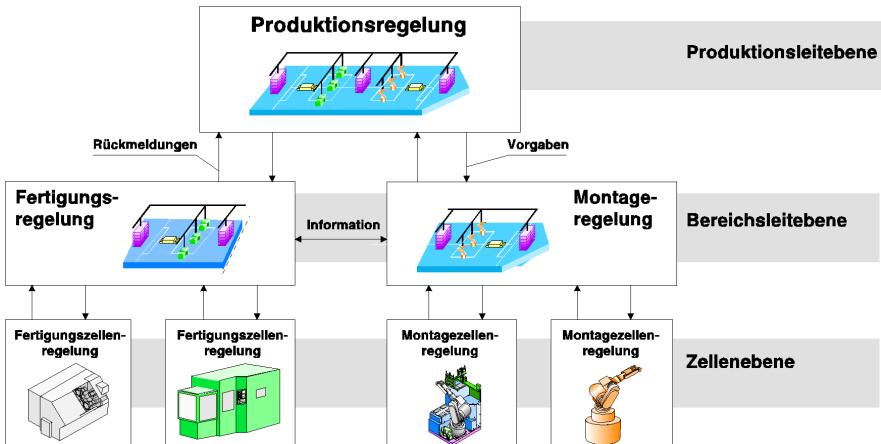 Produktionsregelung
Produktionsleitebene
Rückmeldungen
Vorgaben
Fertigungs-
regelung
Information
Montage-
regelung
Bereichsleitebene
Fertigungszellen-
regelung
Fertigungszellen-
regelung
Montagezellen-
regelung
Montagezellen-
regelung
Zellenebene